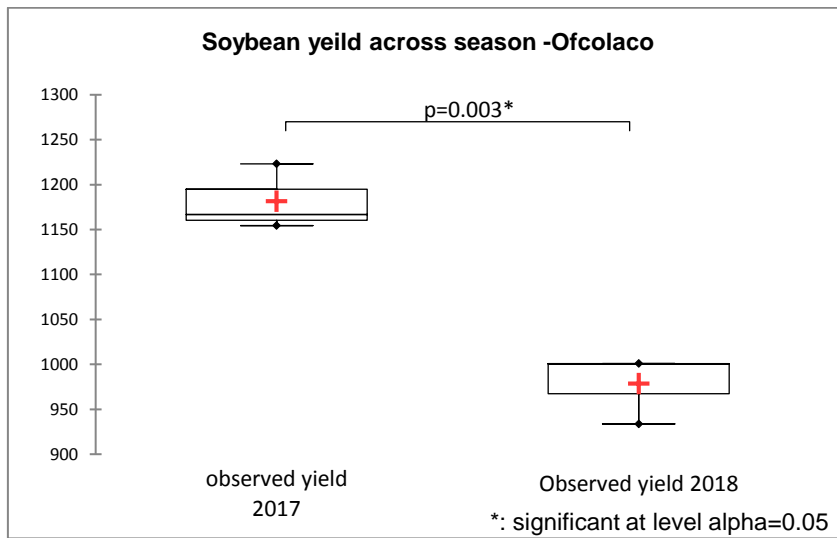 Soybean yeild across season -Ofcolaco
1300
p=0.003*
1250
1200
1150
1100
1050
1000
950
900
observed yield
2017
Observed yield 2018
*: significant at level alpha=0.05